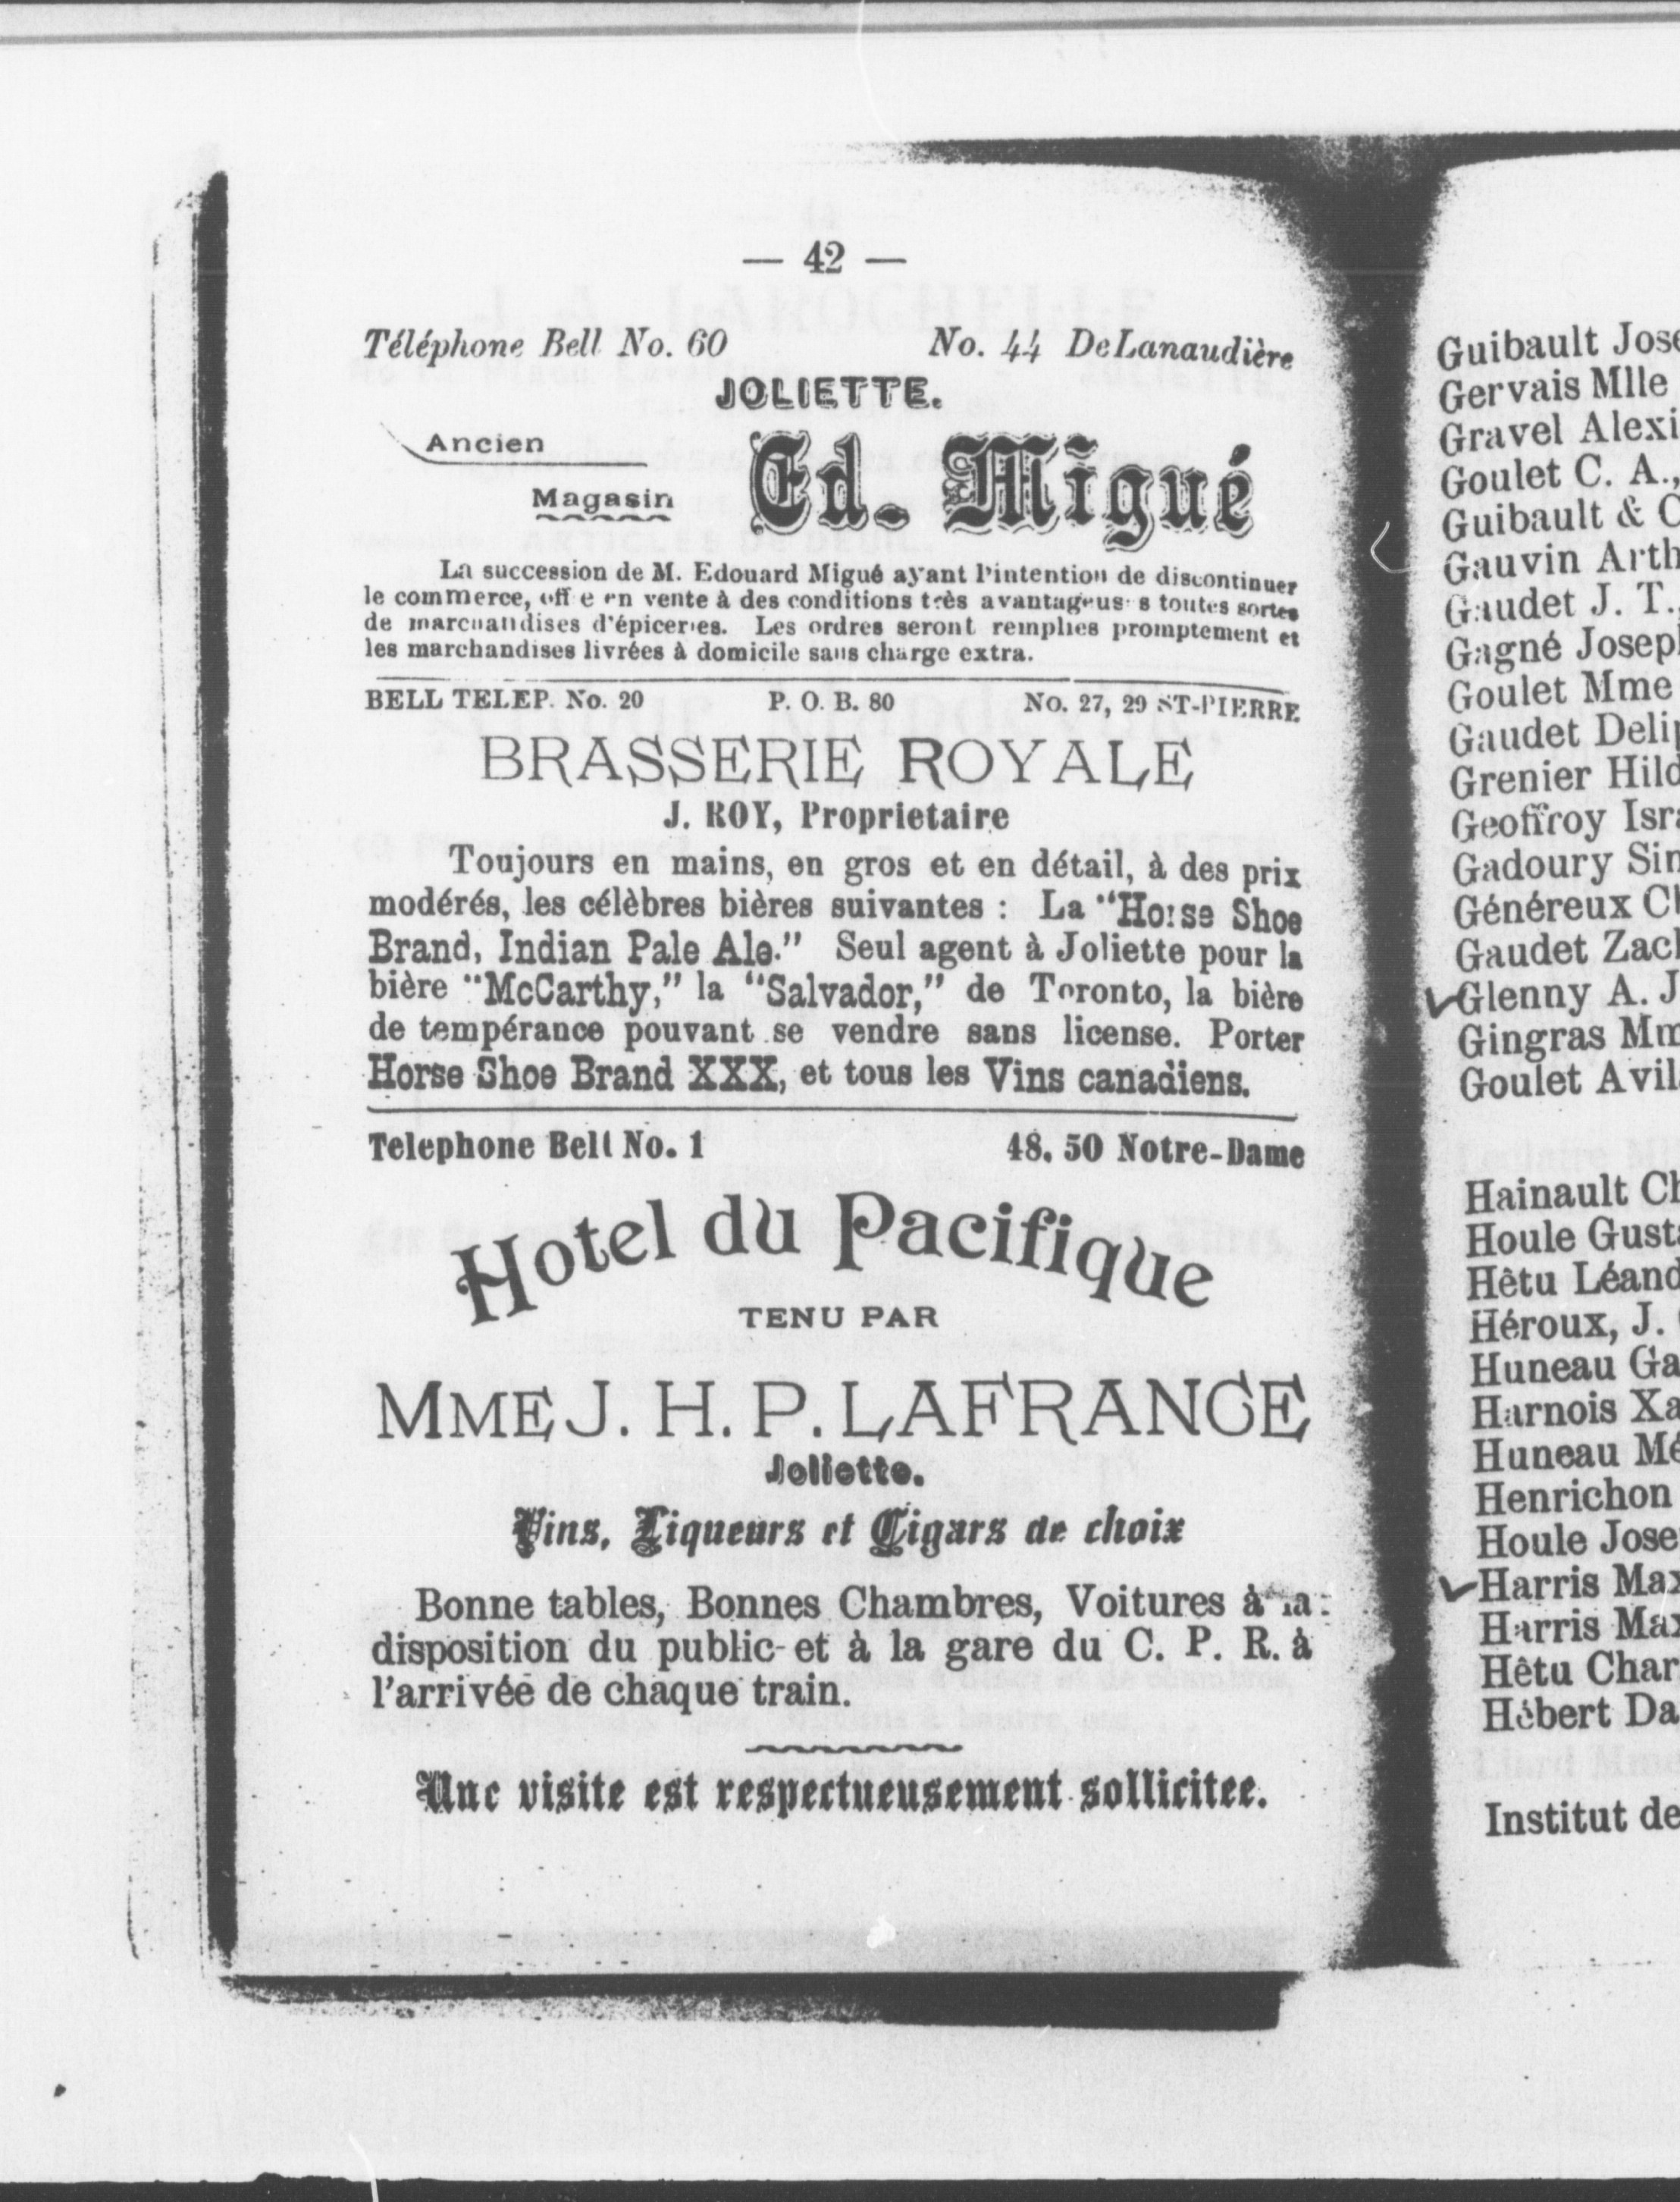 — 42 —
Téléphone Bell No. 60 No. 44 DeLanaudière
JOLIETTE.
Ancien
Magasin
Ed. Migué
La succession de M. Edouard Migué ayant l'intention de discontinuer
le commerce, off e en vente à des conditions très avantageus s toutes sortes
de marchandises d'épiceries. Les ordres seront remplies promptement et
les marchandises livrées à domicile sans charge extra.
BELL TELEP. No. 20 P. O. B. 80 No. 27, 29 ST-PIERRE
BRASSERIE ROYALE
J. ROY, Proprietaire
Toujours en mains, en gros et en détail, à des prix
modérés, les célèbres bières suivantes : La "Horse Shoe
Brand, Indian Pale Ale." Seul agent à Joliette pour la
bière "McCarthy," la "Salvador," de Toronto, la bière
de tempérance pouvant se vendre sans license. Porter
Horse Shoe Brand XXX, et tous les Vins canadiens.
Telephone Bell No. 1 48, 50 Notre-Dame
Hotel du Pacifique
TENU PAR
MME J. H. P. LAFRANCE
Joliette.
Vins, Liqueurs et Cigars de choix
Bonne tables, Bonnes Chambres, Voitures à la
disposition du public et à la gare du C. P. R. à
l'arrivée de chaque train.
Une visite est respectueusement sollicitee.
Guibault Jose
Gervais Mlle
Gravel Alexi
Goulet C. A.,
Guibault & C
Gauvin Arth
Gaudet J. T.,
Gagné Josep
Goulet Mme
Gaudet Deli
Grenier Hild
Geoffroy Isra
Gadoury Sin
Généreux Ch
Gaudet Zach
Glenny A. J
Gingras Mm
Goulet Avil
Hainault Ch
Houle Gusta
Hêtu Léand
Héroux, J.
Huneau Ga
Harnois Xa
Huneau Mé
Henrichon
Houle Jose
Harris Max
Harris Max
Hêtu Char
Hébert Da
Institut de